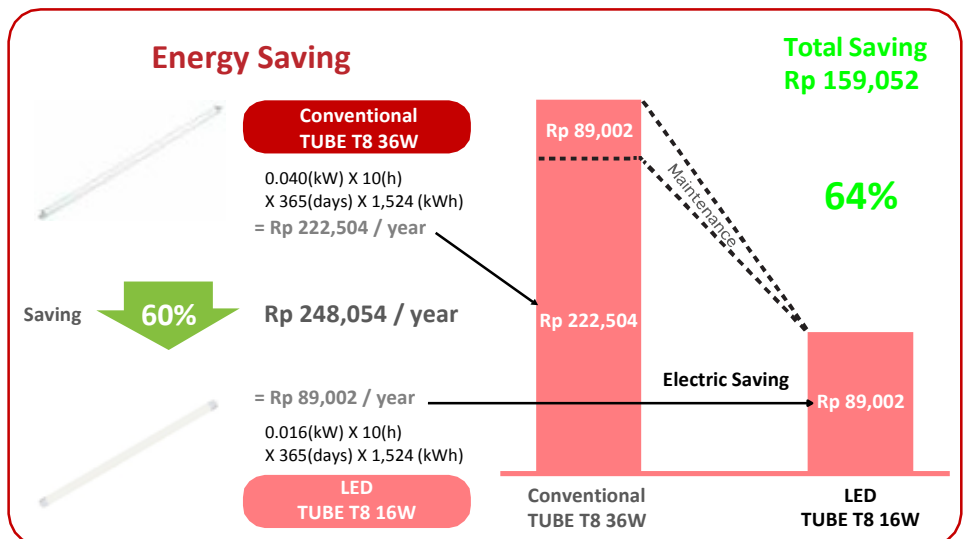 Energy Saving
Total Saving
Rp 159,052
64%
Conventional
TUBE T8 36W
0.040(kW) X 10(h)
X 365(days) X 1,524 (kWh)
= Rp 222,504 / year
Saving
60%
Rp 248,054 / year
= Rp 89,002 / year
0.016(kW) X 10(h)
X 365(days) X 1,524 (kWh)
LED
TUBE T8 16W
Rp 89,002
Maintenance
Rp 222,504
Electric Saving
Rp 89,002
Conventional
TUBE T8 36W
LED
TUBE T8 16W